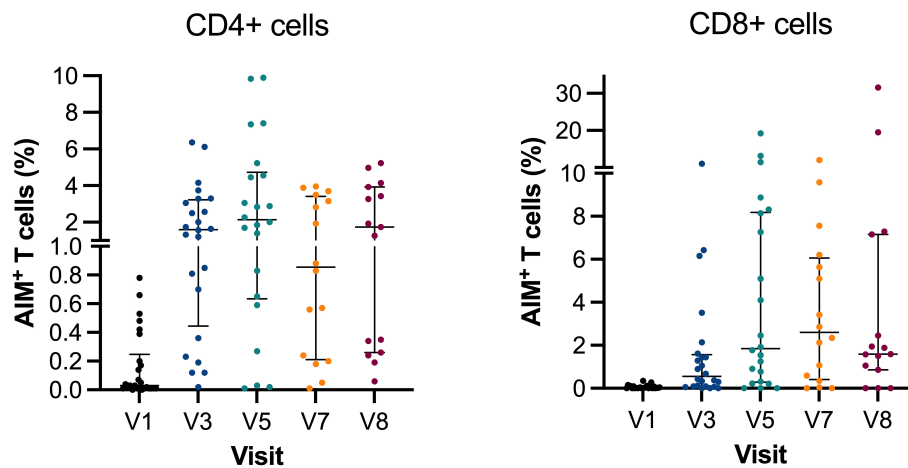 CD4+ cells
AIM⁺ T cells (%)
10
8
6
4
2
1.0
0.8
0.6
0.4
0.2
0.0
V1 V3 V5 V7 V8
Visit
CD8+ cells
AIM⁺ T cells (%)
30
20
10
8
6
4
2
0
V1 V3 V5 V7 V8
Visit